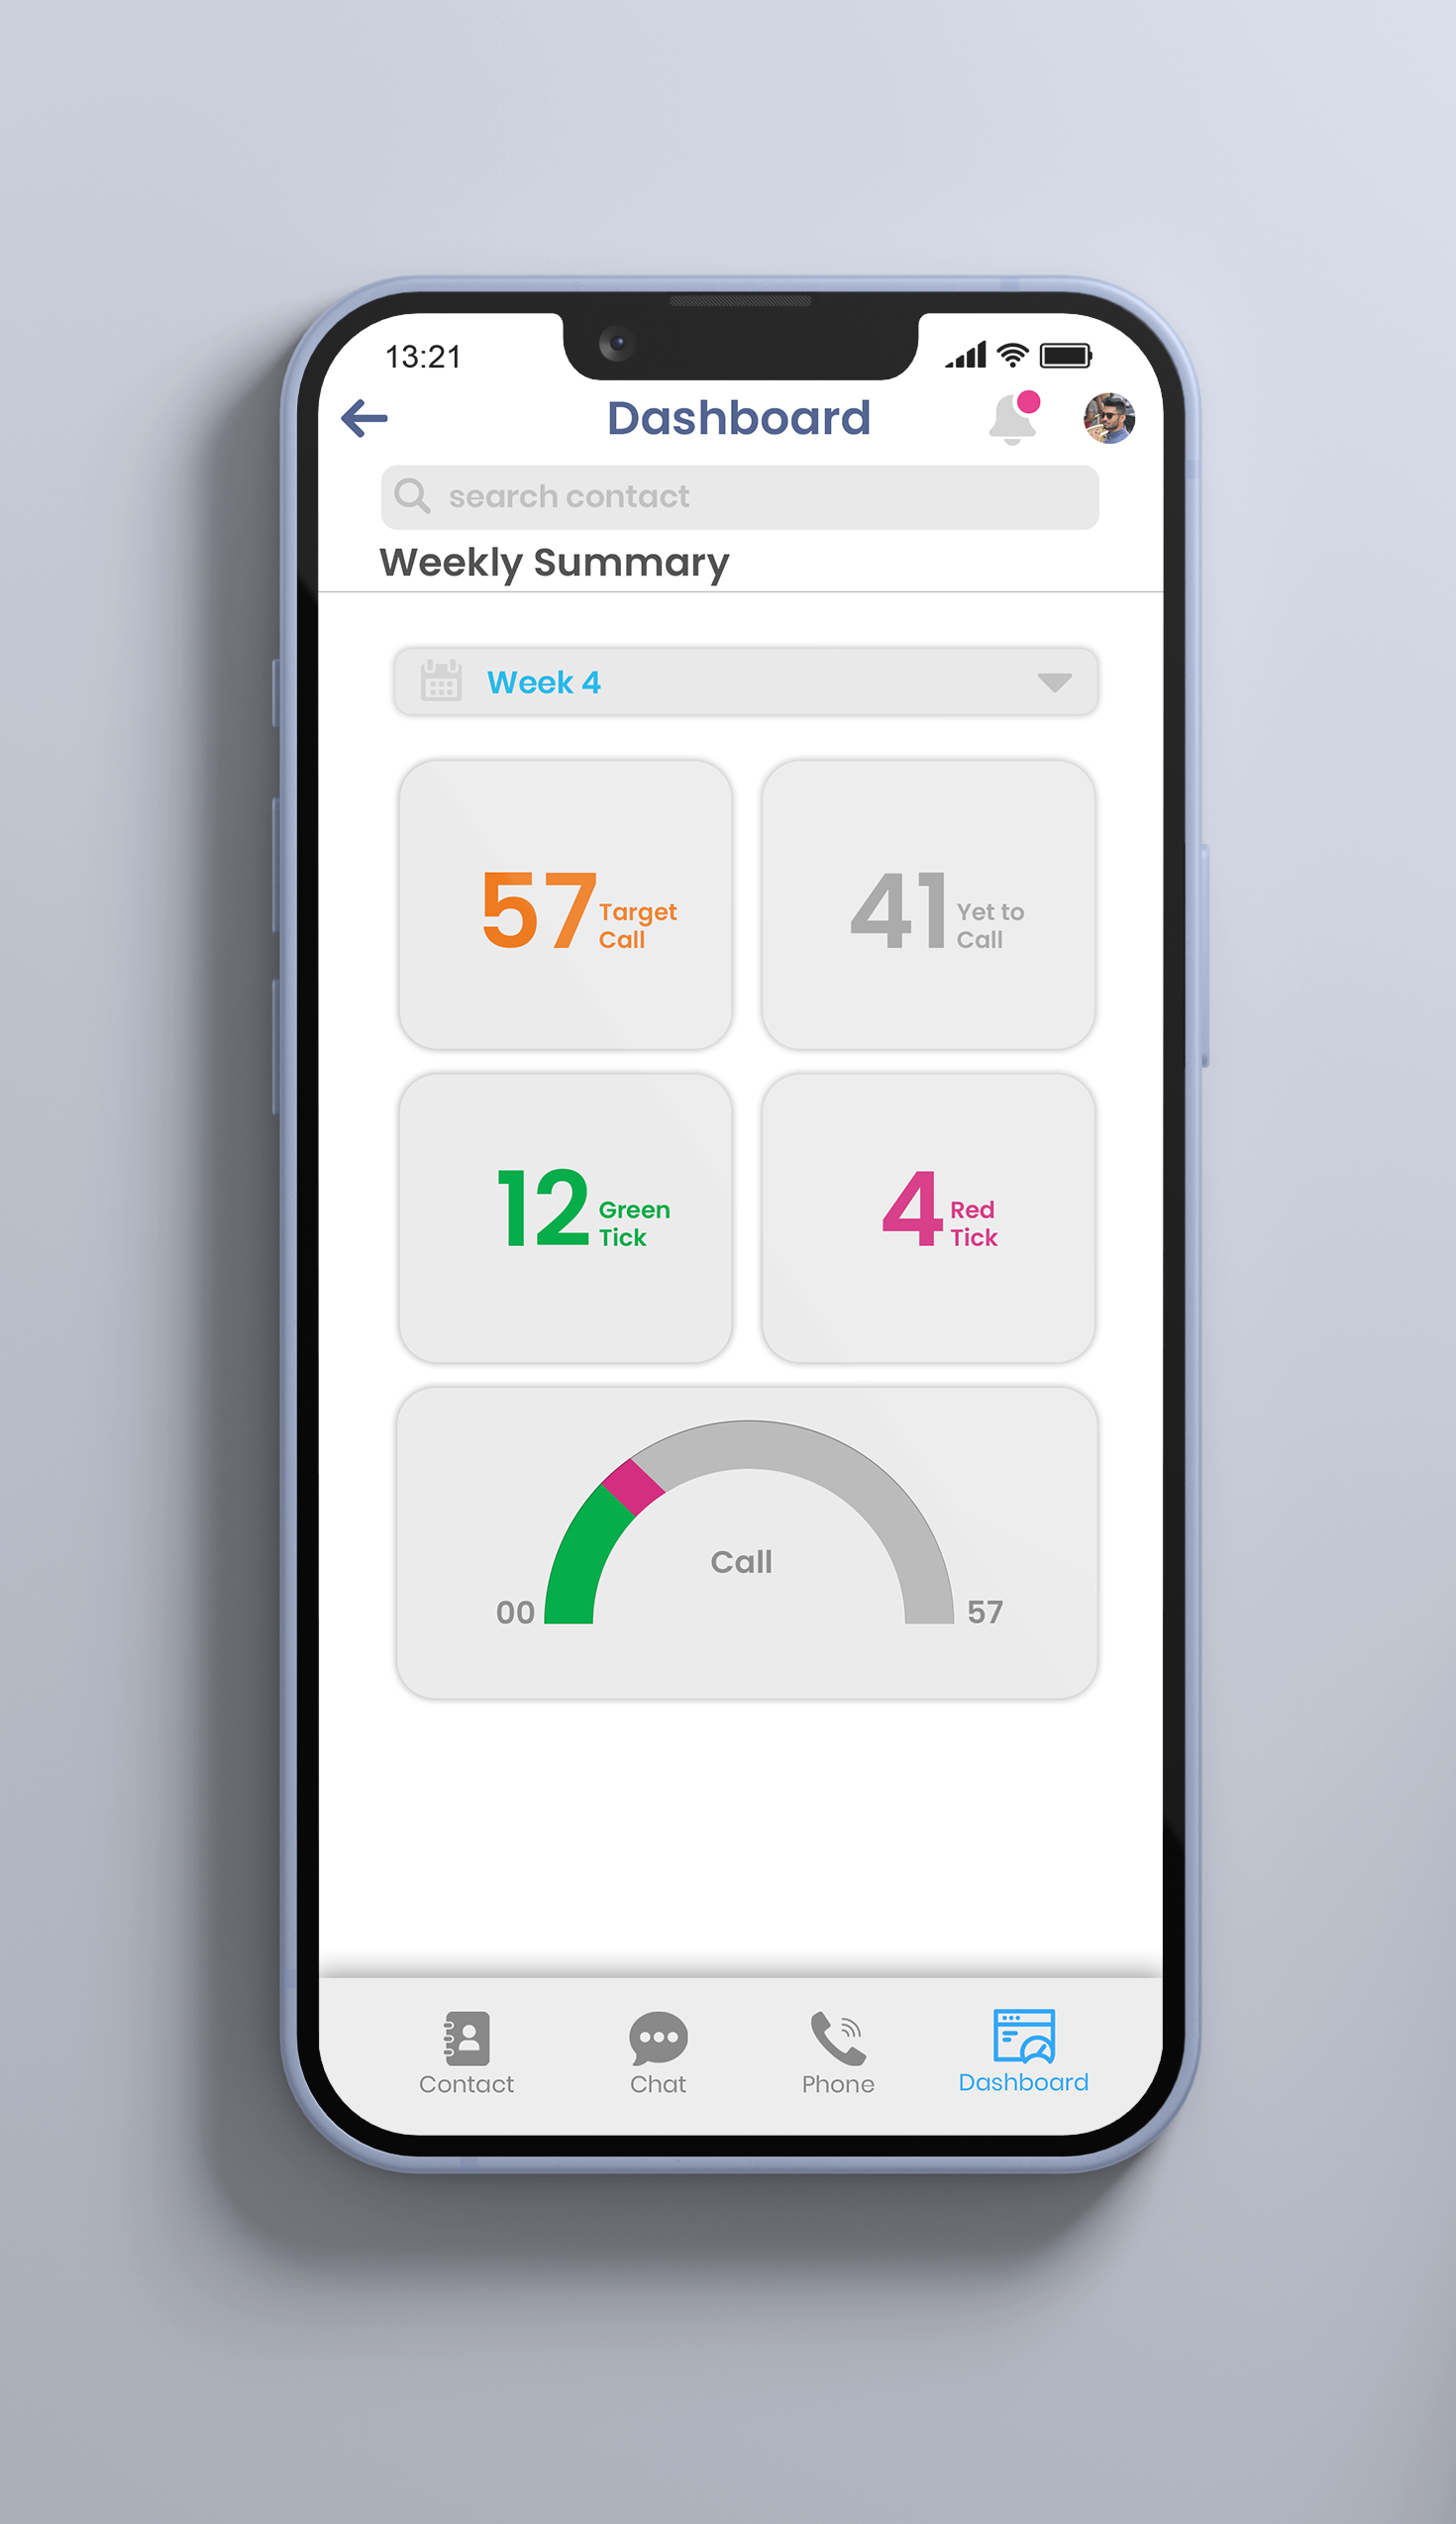 13:21
Dashboard
search contact
Weekly Summary
Week 4
57 Target
Call
41 Yet to
Call
12 Green
Tick
4 Red
Tick
Call
00
57
Contact
Chat
Phone
Dashboard